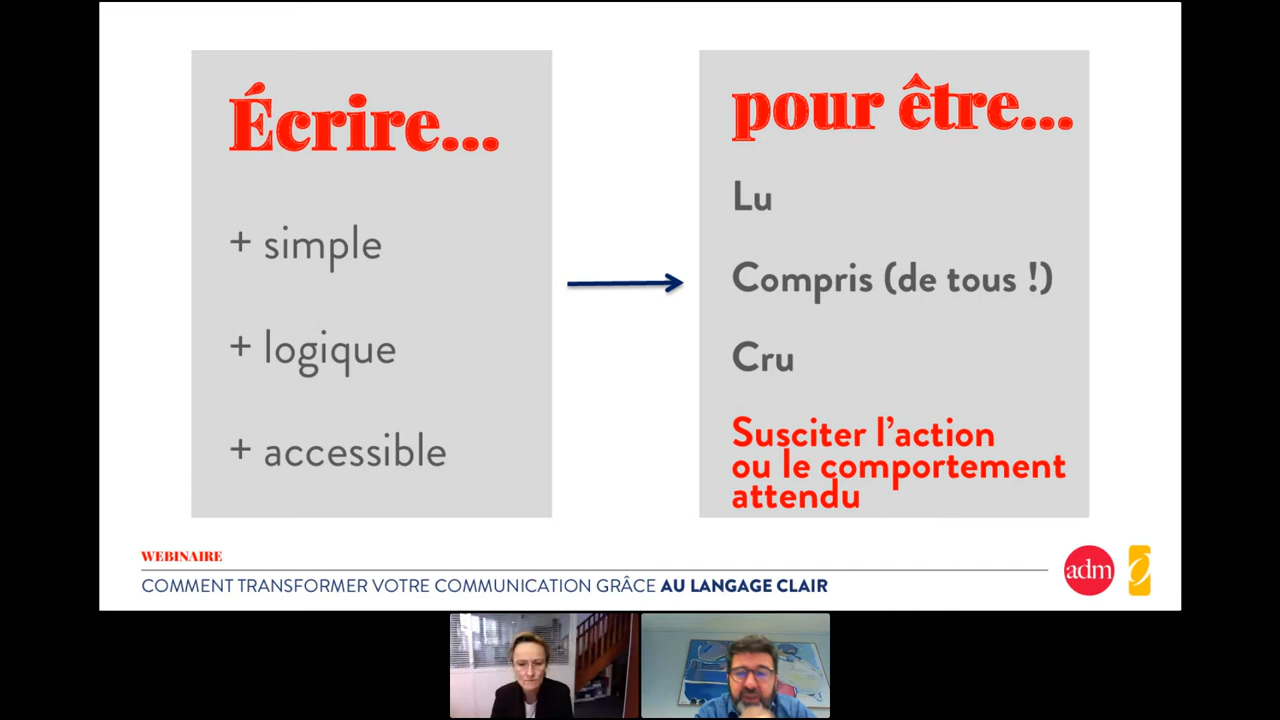 Écrire...
+ simple
+ logique
+ accessible
pour être...
Lu
Compris (de tous !)
Cru
Susciter l’action
ou le comportement
attendu
WEBINAIRE
COMMENT TRANSFORMER VOTRE COMMUNICATION GRÂCE AU LANGAGE CLAIR
adm